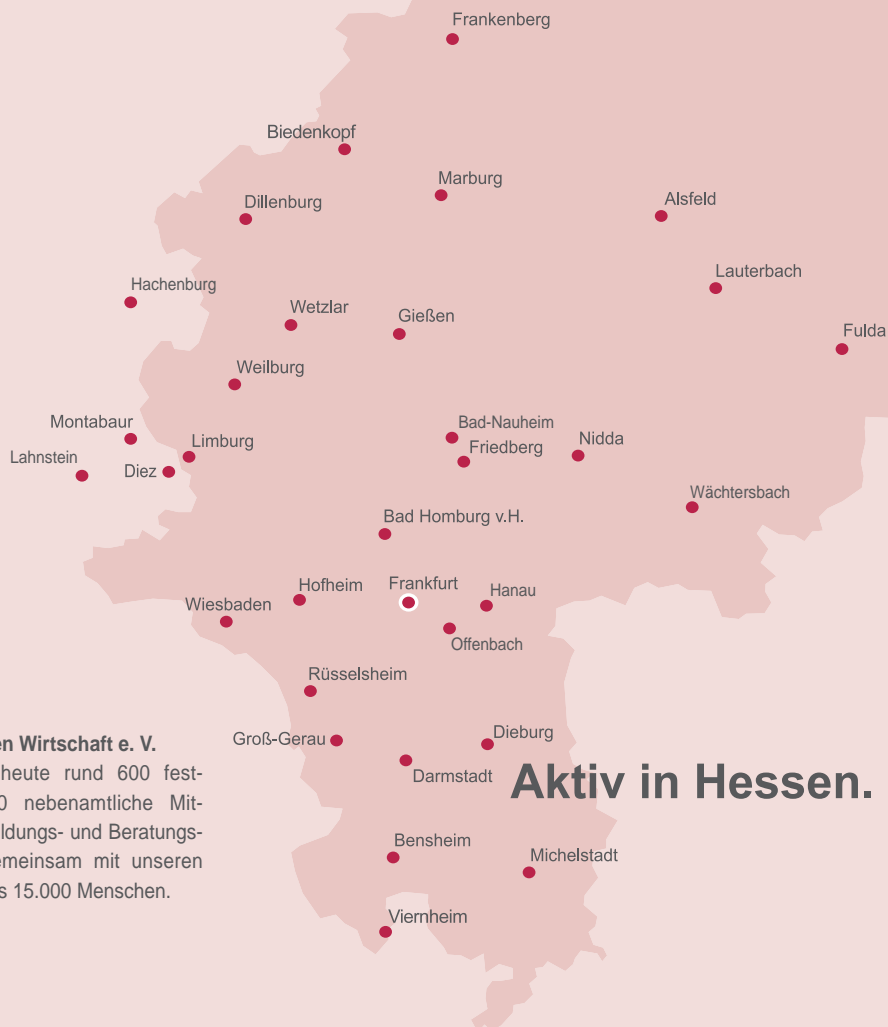 Frankenberg
Biedenkopf
Marburg
Alsfeld
Dillenburg
Lauterbach
Hachenburg
Wetzlar
Gießen
Fulda
Weilburg
Montabaur
Bad-Nauheim
Limburg
Nidda
Friedberg
Lahnstein
Diez
Wächtersbach
Bad Homburg v.H.
Frankfurt
Hofheim
Hanau
Wiesbaden
Offenbach
Rüsselsheim
Groß-Gerau
Dieburg
Darmstadt
Aktiv in Hessen.
Bensheim
Michelstadt
Viernheim
en Wirtschaft e. V.
heute rund 600 fest-
0 nebenamtliche Mit-
ldungs- und Beratungs-
emeinsam mit unseren
s 15.000 Menschen.